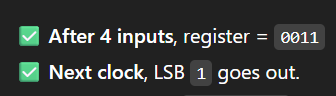 ✅ After 4 inputs, register = 0011
✅ Next clock, LSB 1 goes out.